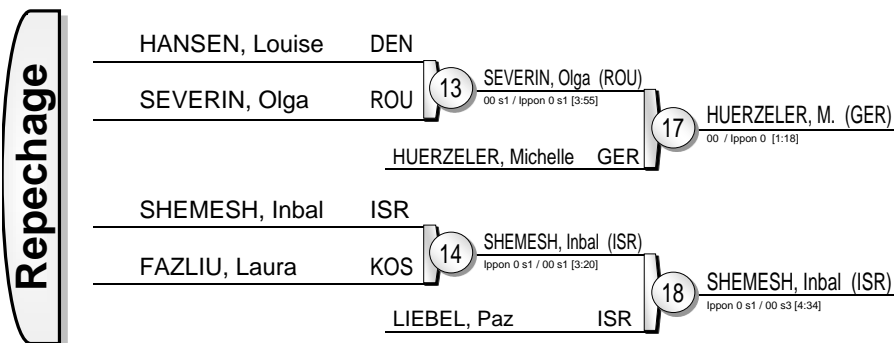 Repechage
HANSEN, Louise DEN
SEVERIN, Olga ROU
13
SEVERIN, Olga (ROU)
00 s1 / Ippon 0 s1 [3:55]
HUERZELER, Michelle GER
17
HUERZELER, M. (GER)
00 / Ippon 0 [1:18]
SHEMESH, Inbal ISR
FAZLIU, Laura KOS
14
SHEMESH, Inbal (ISR)
Ippon 0 s1 / 00 s1 [3:20]
LIEBEL, Paz ISR
18
SHEMESH, Inbal (ISR)
Ippon 0 s1 / 00 s3 [4:34]